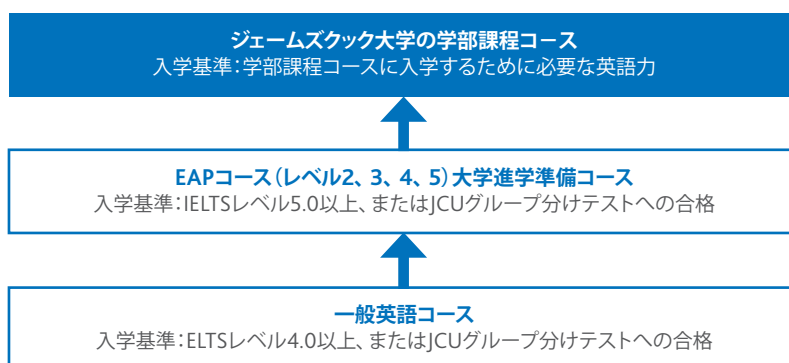 ジェームズクック大学の学部課程コース
入学基準：学部課程コースに入学するために必要な英語力
EAPコース（レベル2、3、4、5）大学進学準備コース
入学基準：IELTSレベル5.0以上、またはJCUグループ分けテストへの合格
一般英語コース
入学基準：ELTSレベル4.0以上、またはJCUグループ分けテストへの合格